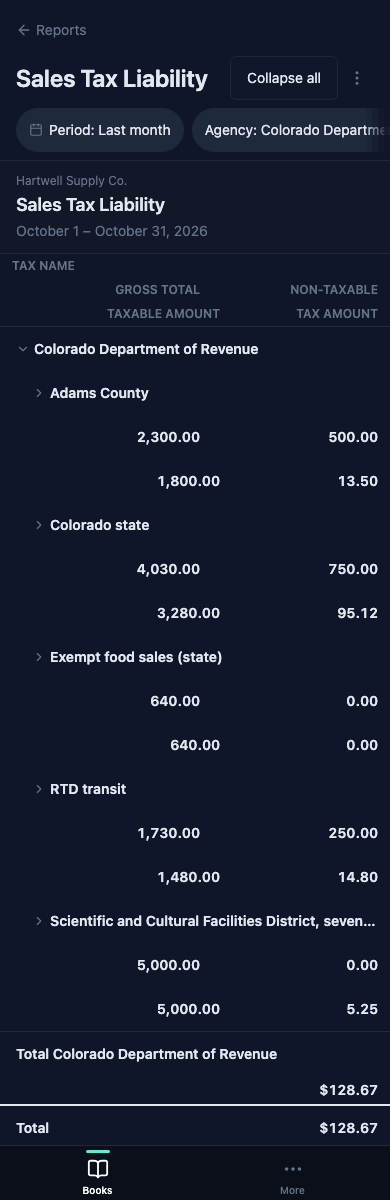 Reports
Sales Tax Liability
Collapse all
Period: Last month
Agency: Colorado Departme
Hartwell Supply Co.
Sales Tax Liability
October 1 – October 31, 2026
TAX NAME
GROSS TOTAL NON-TAXABLE
TAXABLE AMOUNT TAX AMOUNT
Colorado Department of Revenue
Adams County
2,300.00 500.00
1,800.00 13.50
Colorado state
4,030.00 750.00
3,280.00 95.12
Exempt food sales (state)
640.00 0.00
640.00 0.00
RTD transit
1,730.00 250.00
1,480.00 14.80
Scientific and Cultural Facilities District, seven...
5,000.00 0.00
5,000.00 5.25
Total Colorado Department of Revenue
$128.67
Total $128.67
Books More